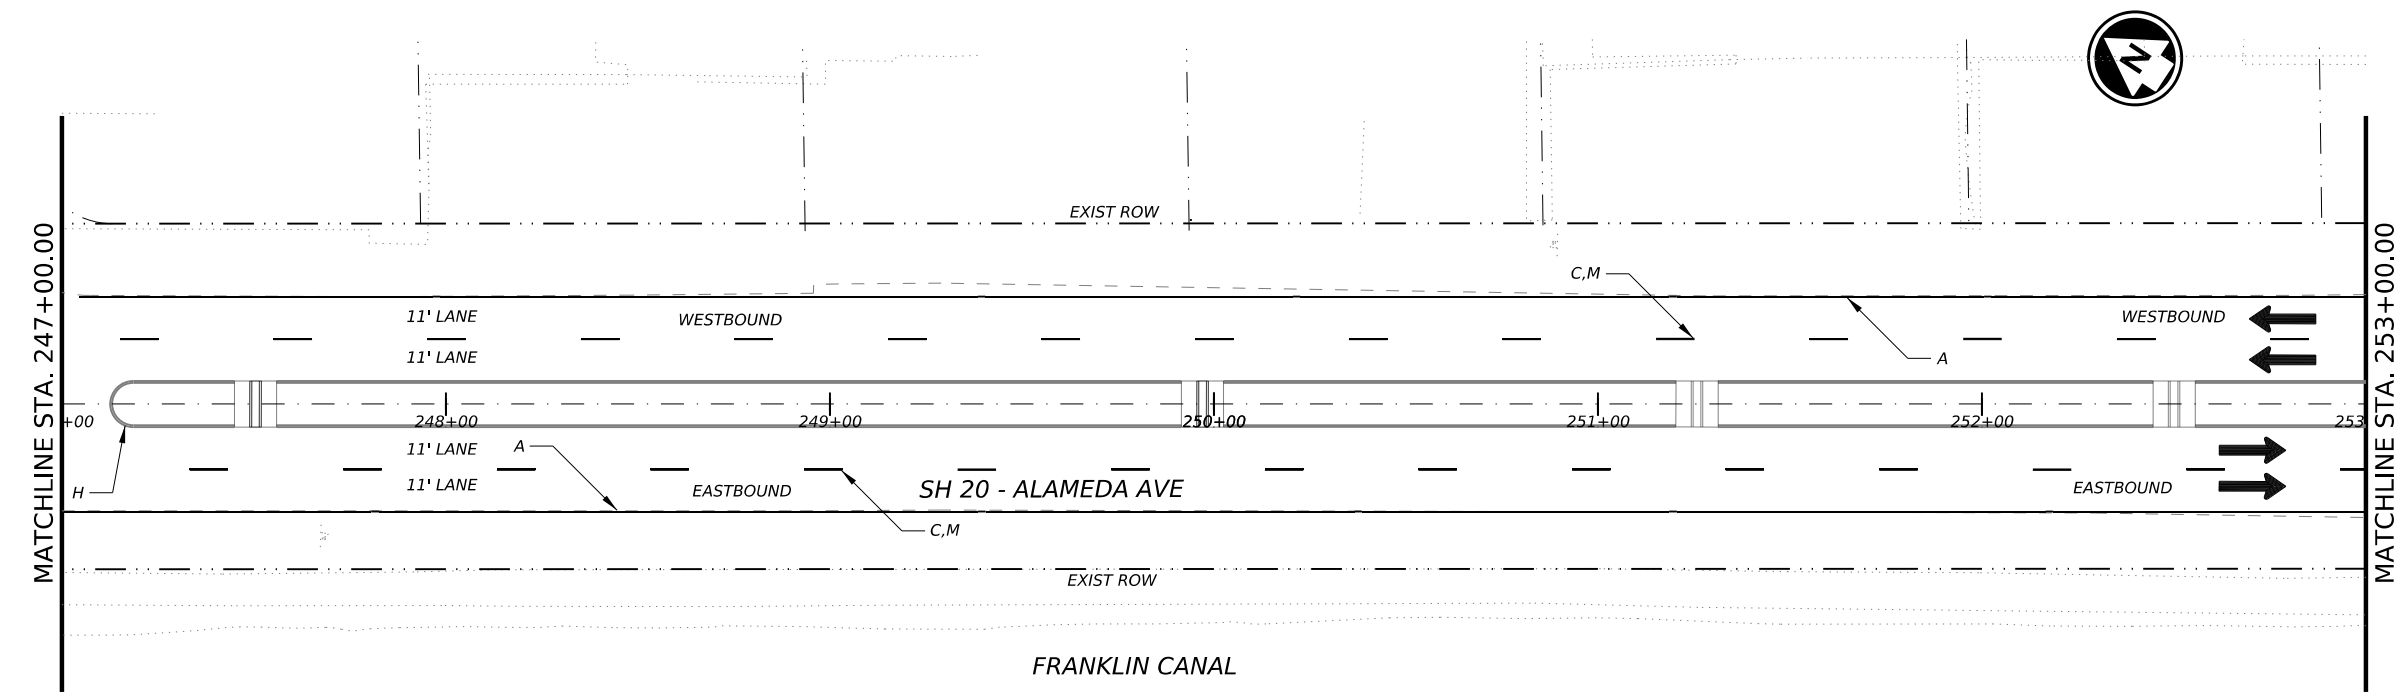 N
EXIST ROW
MATCHLINE STA. 247+00.00
MATCHLINE STA. 253+00.00
C,M
11' LANE
WESTBOUND
WESTBOUND
11' LANE
A
+00
248+00
249+00
250+00
251+00
252+00
253
11' LANE
A
11' LANE
H
EASTBOUND
SH 20 - ALAMEDA AVE
EASTBOUND
C,M
EXIST ROW
FRANKLIN CANAL